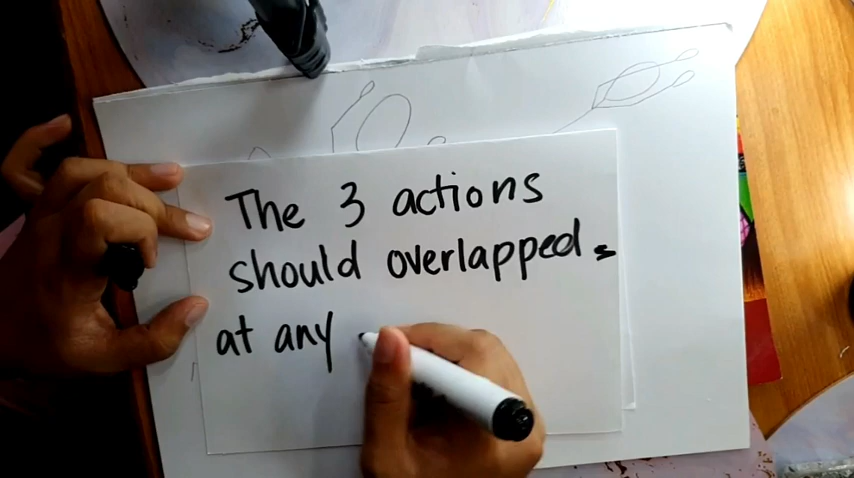 The 3 actions
should overlapped
at any